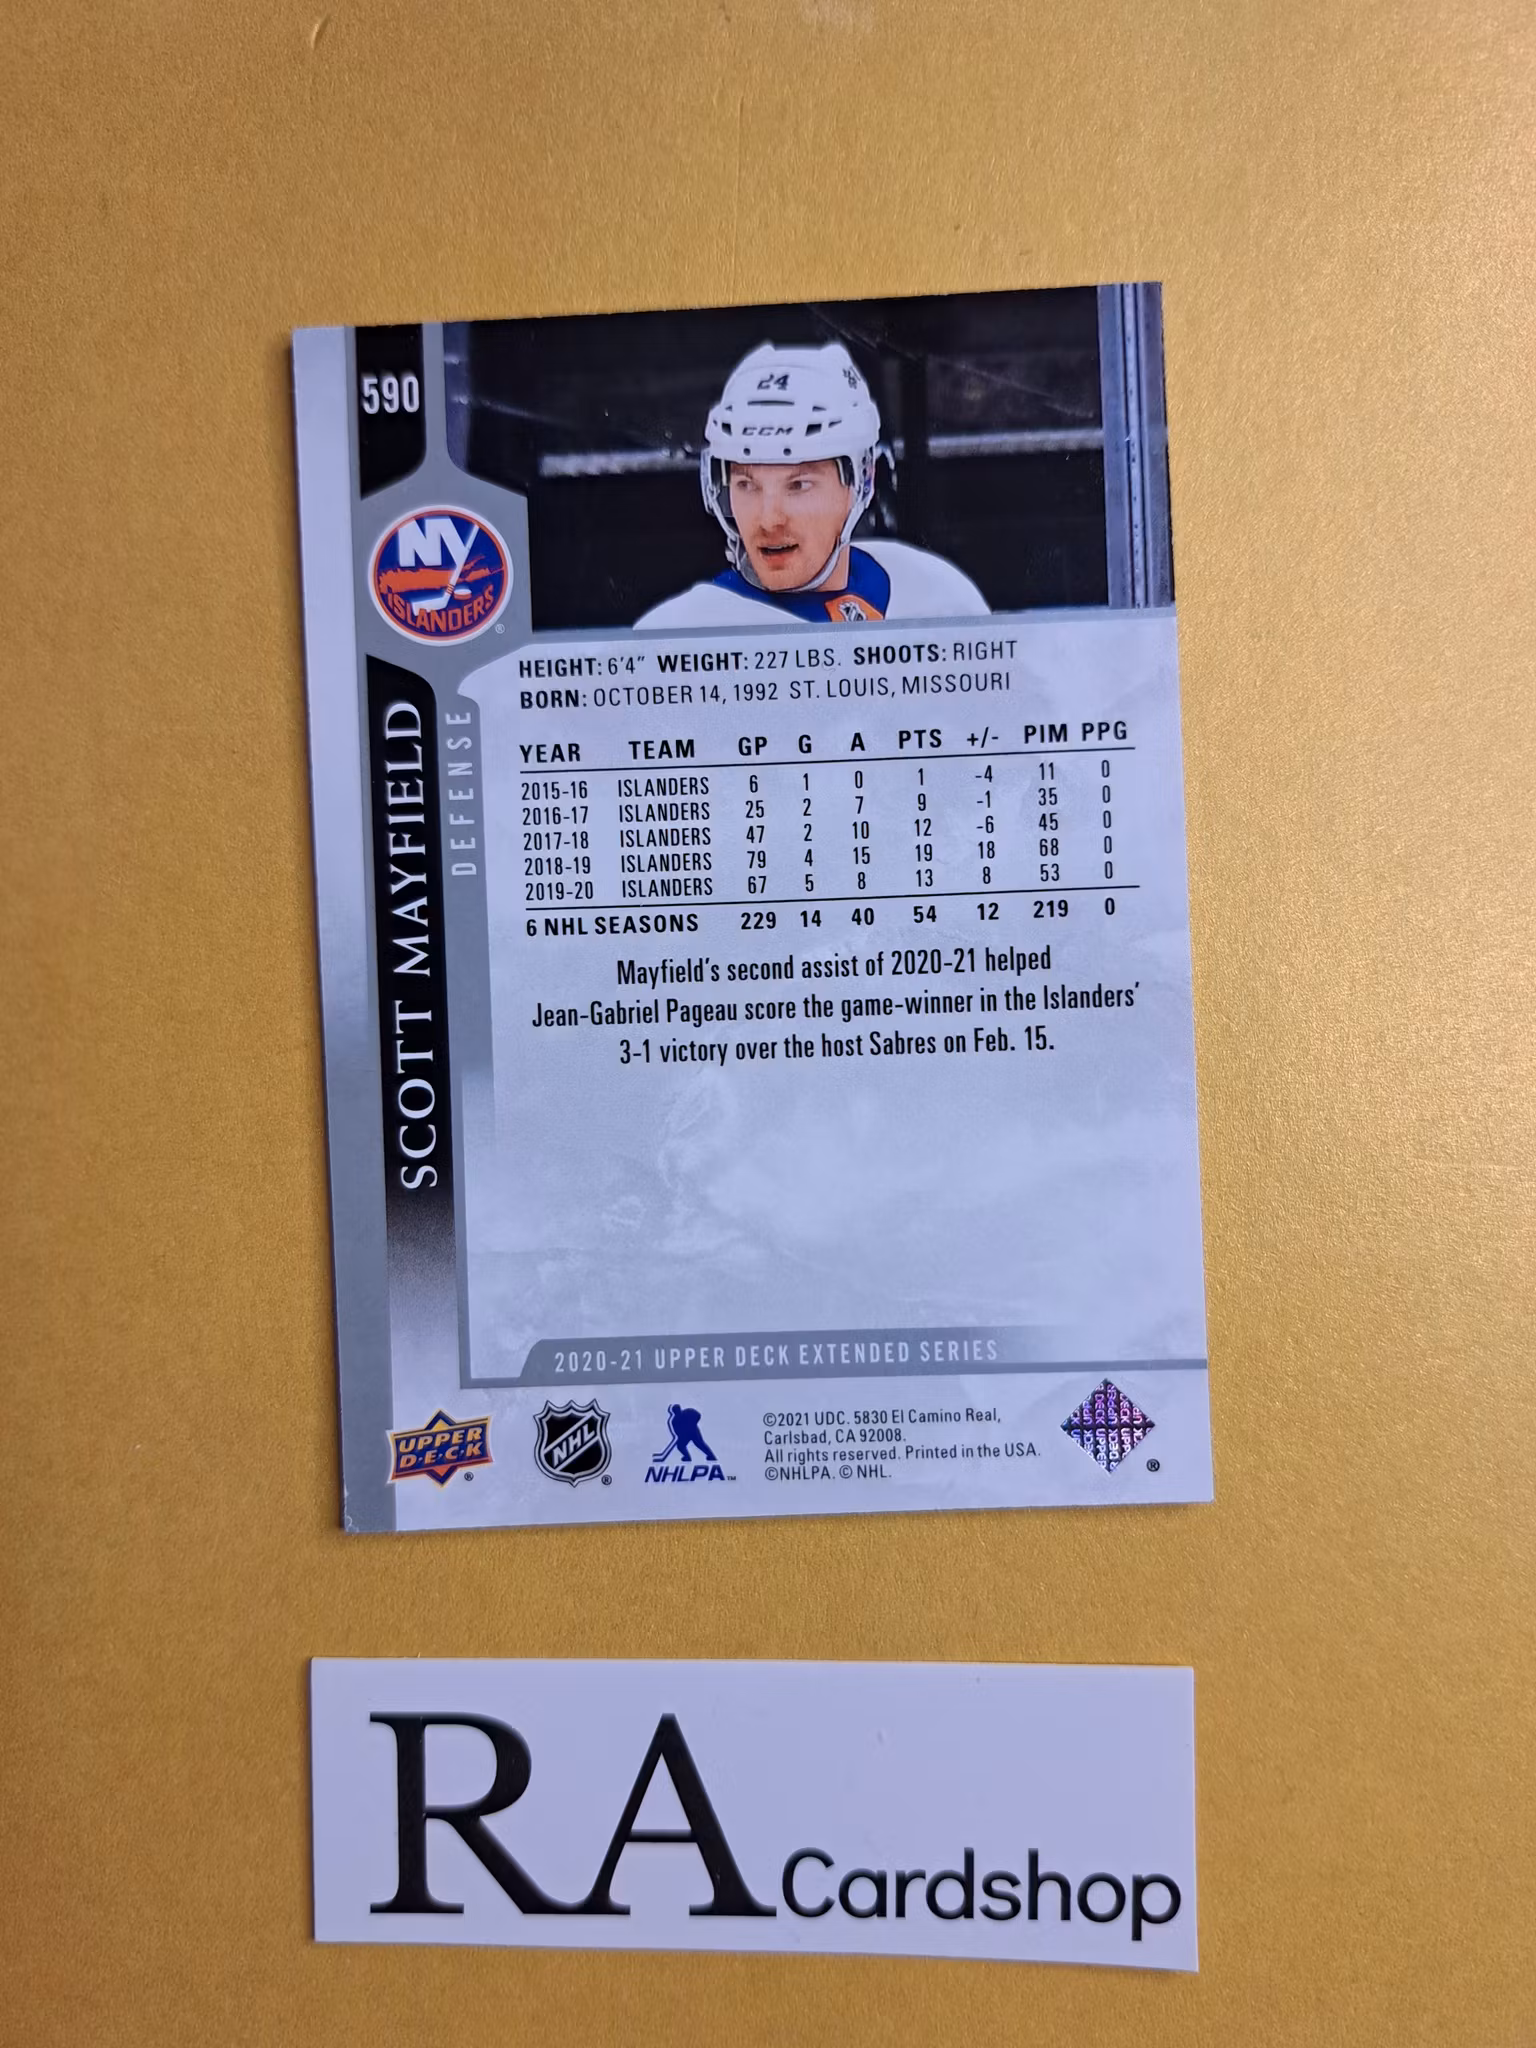 590
24
CCM
NY
ISLANDERS
®
SCOTT MAYFIELD
DEFENSE
HEIGHT: 6'4" WEIGHT: 227 LBS. SHOOTS: RIGHT
BORN: OCTOBER 14, 1992 ST. LOUIS, MISSOURI
YEAR TEAM GP G A PTS +/- PIM PPG
2015-16 ISLANDERS 6 1 0 1 -4 11 0
2016-17 ISLANDERS 25 2 7 9 -1 35 0
2017-18 ISLANDERS 47 2 10 12 -6 45 0
2018-19 ISLANDERS 79 4 15 19 18 68 0
2019-20 ISLANDERS 67 5 8 13 8 53 0
6 NHL SEASONS 229 14 40 54 12 219 0
Mayfield's second assist of 2020-21 helped
Jean-Gabriel Pageau score the game-winner in the Islanders'
3-1 victory over the host Sabres on Feb. 15.
2020-21 UPPER DECK EXTENDED SERIES
UPPER
D·E·C·K
®
NHL
®
NHLPA™
©2021 UDC. 5830 El Camino Real,
Carlsbad, CA 92008.
All rights reserved. Printed in the USA.
©NHLPA. © NHL.
®
RA Cardshop